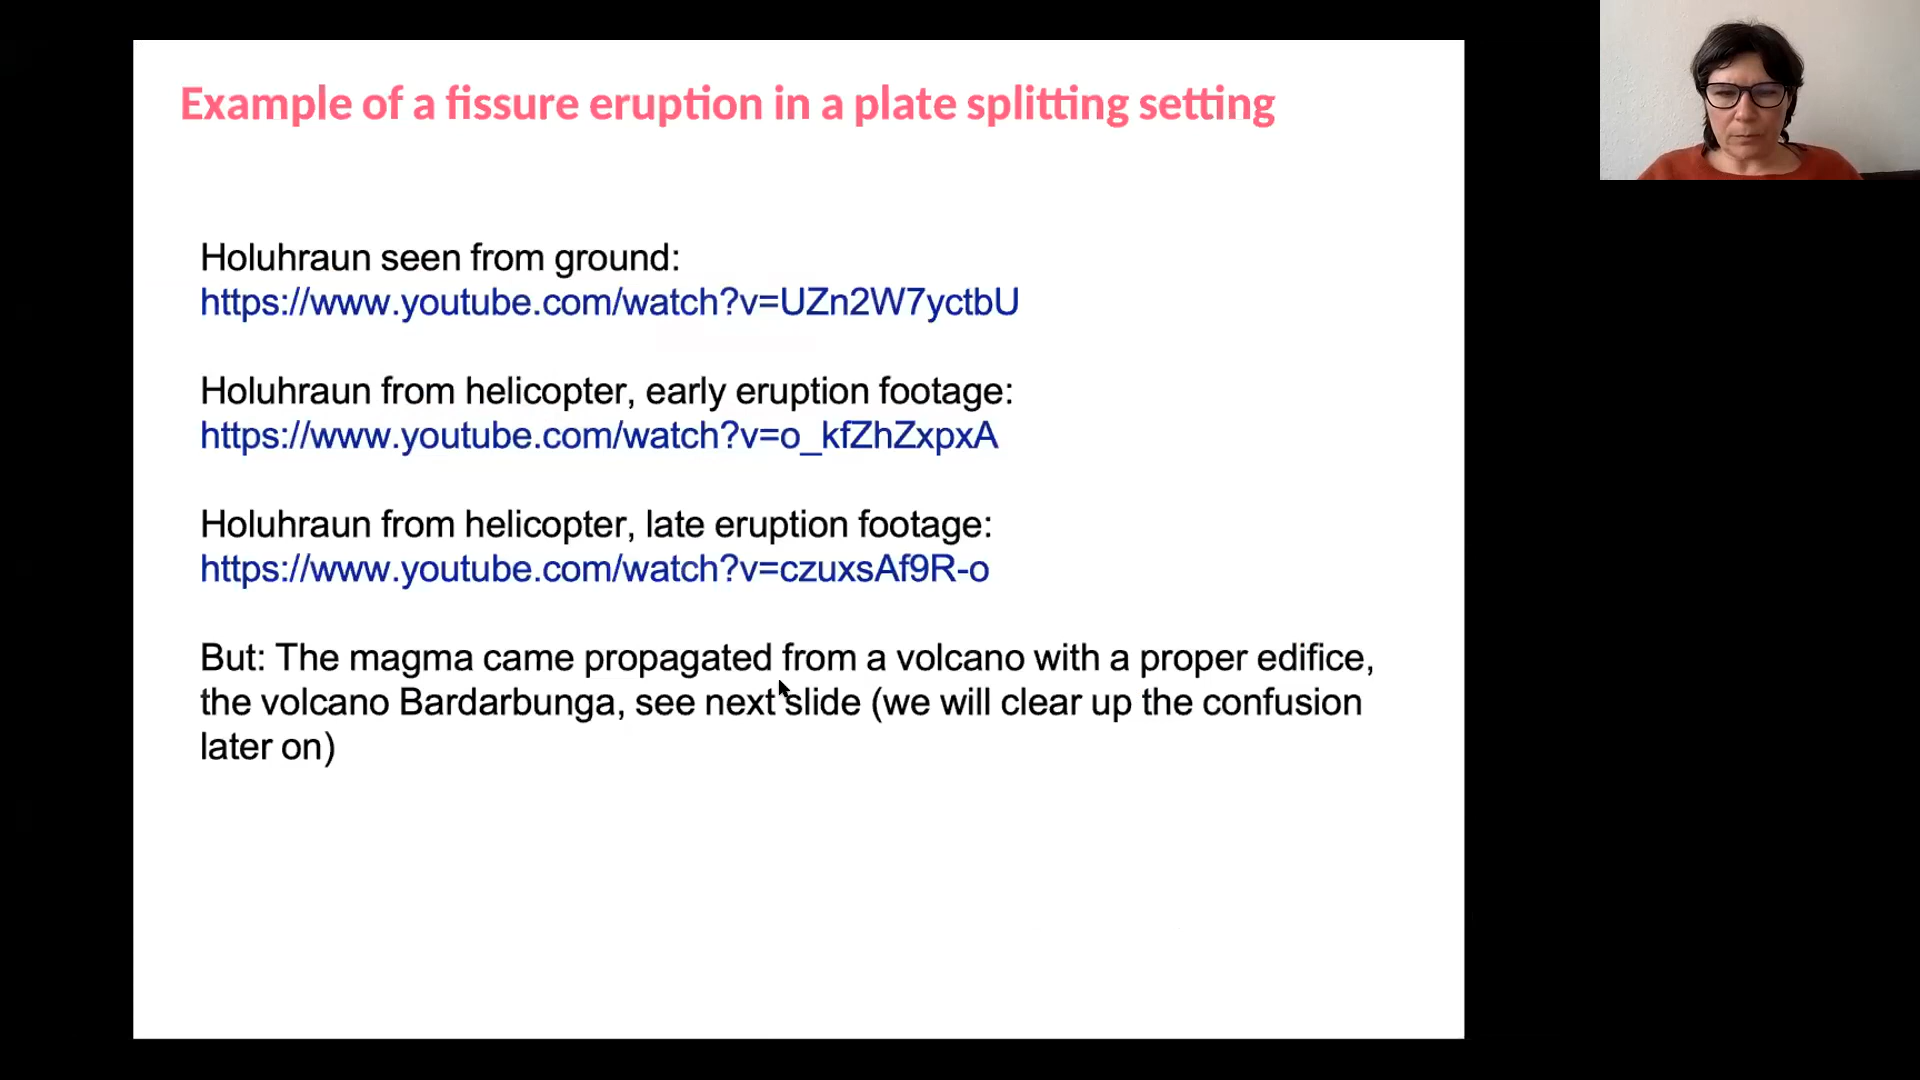 Example of a fissure eruption in a plate splitting setting
Holuhraun seen from ground:
https://www.youtube.com/watch?v=UZn2W7yctbU
Holuhraun from helicopter, early eruption footage:
https://www.youtube.com/watch?v=o_kfZhZxpxA
Holuhraun from helicopter, late eruption footage:
https://www.youtube.com/watch?v=czuxsAf9R-o
But: The magma came propagated from a volcano with a proper edifice,
the volcano Bardarbunga, see next slide (we will clear up the confusion
later on)